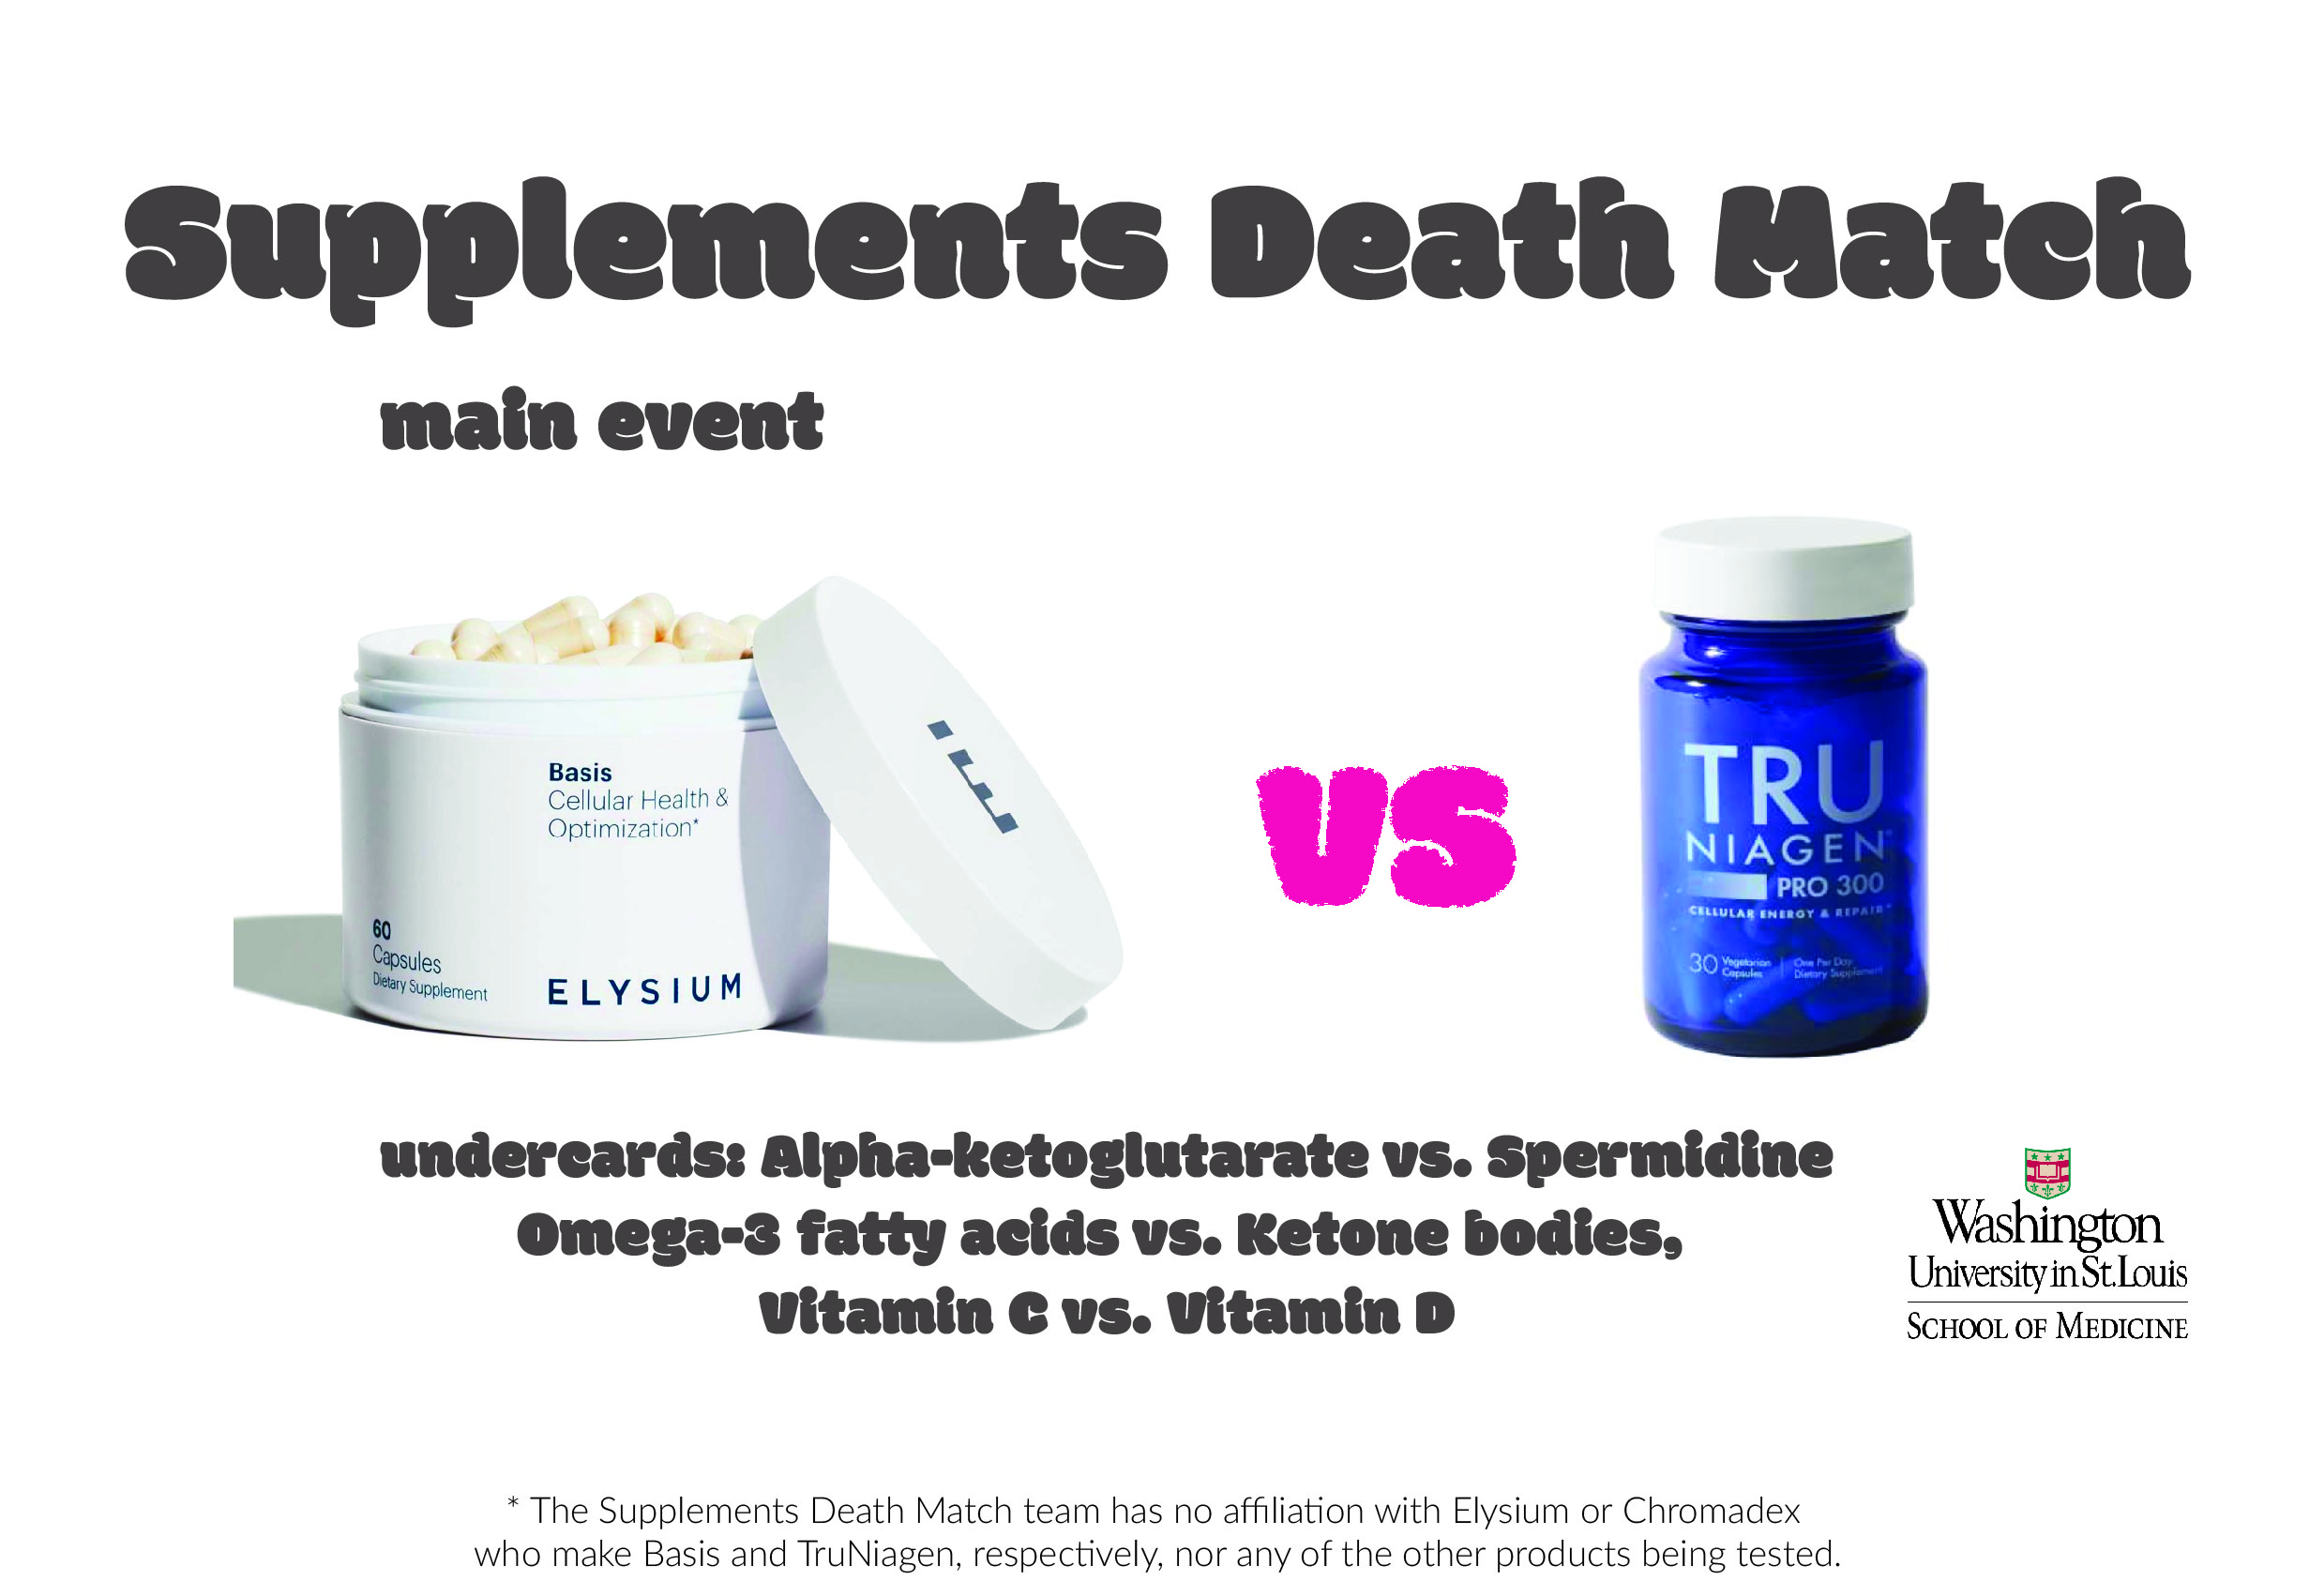 Supplements Death Match
main event
Basis
Cellular Health &
Optimization*
60
Capsules
Dietary Supplement
ELYSIUM
vs
TRU
NIAGEN®
PRO 300
CELLULAR ENERGY & REPAIR*
30 Vegetarian Capsules
One Per Day
Dietary Supplement
undercards: Alpha-ketoglutarate vs. Spermidine
Omega-3 fatty acids vs. Ketone bodies,
Vitamin C vs. Vitamin D
Washington
University in St. Louis
SCHOOL OF MEDICINE
* The Supplements Death Match team has no affiliation with Elysium or Chromadex
who make Basis and TruNiagen, respectively, nor any of the other products being tested.